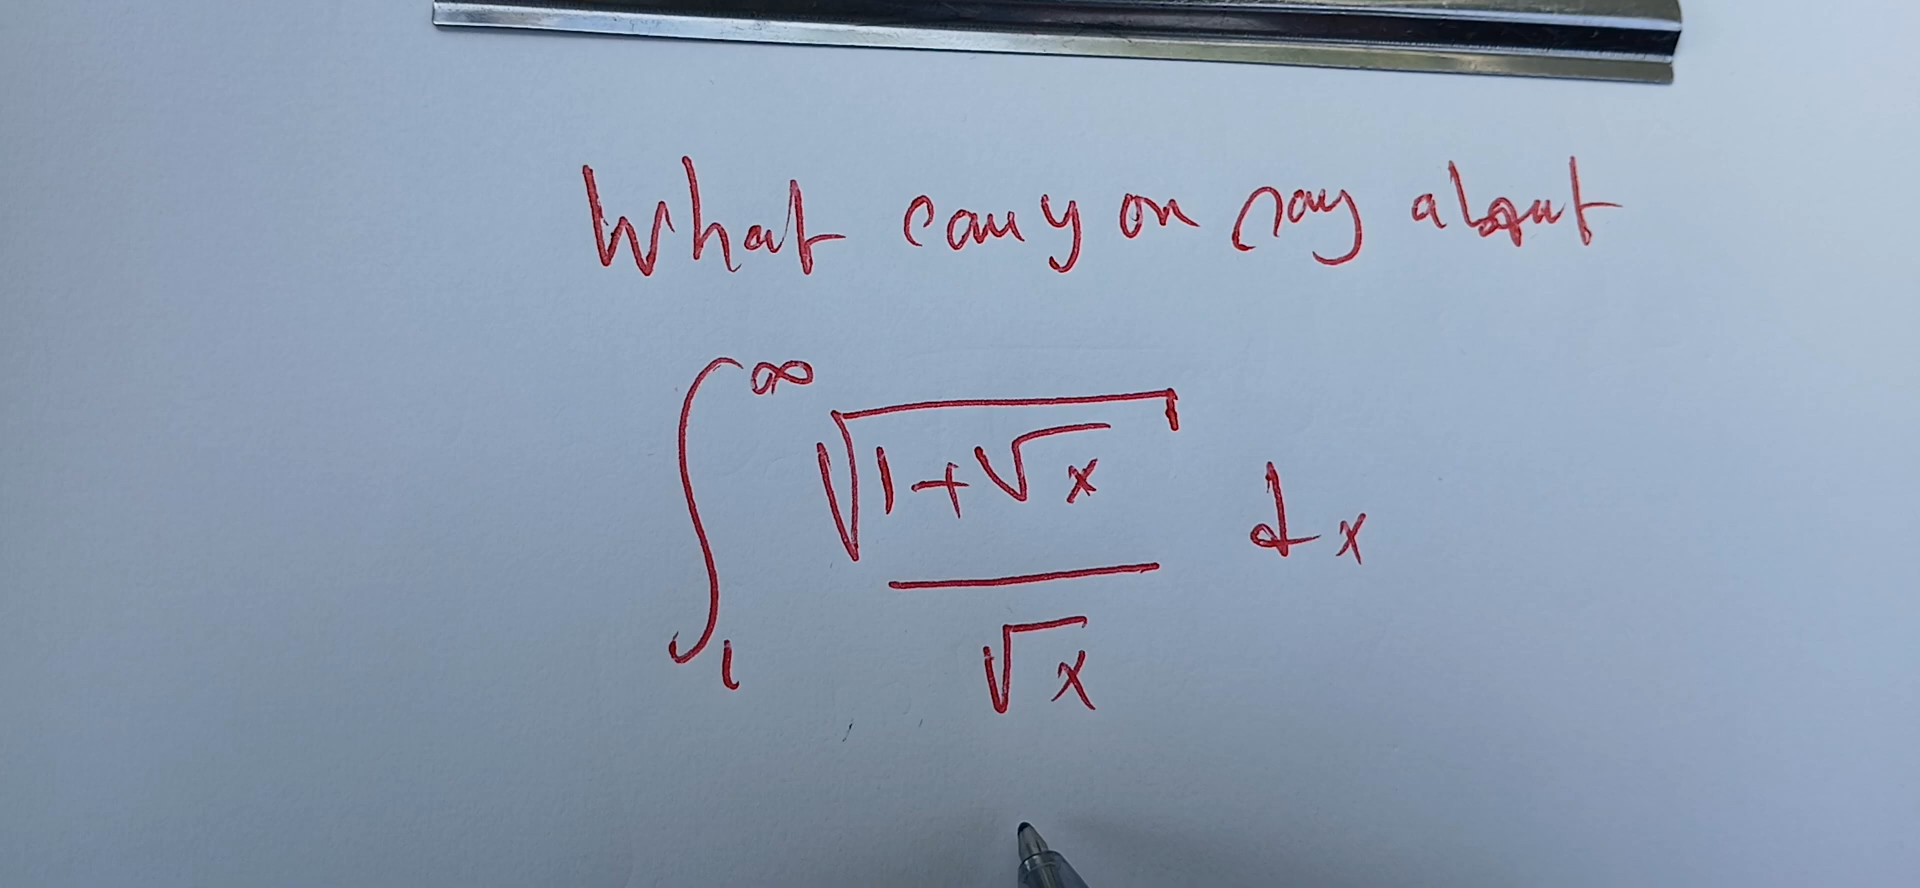 What can you say about
∫₁^∞ √(1+√x) / √x dx